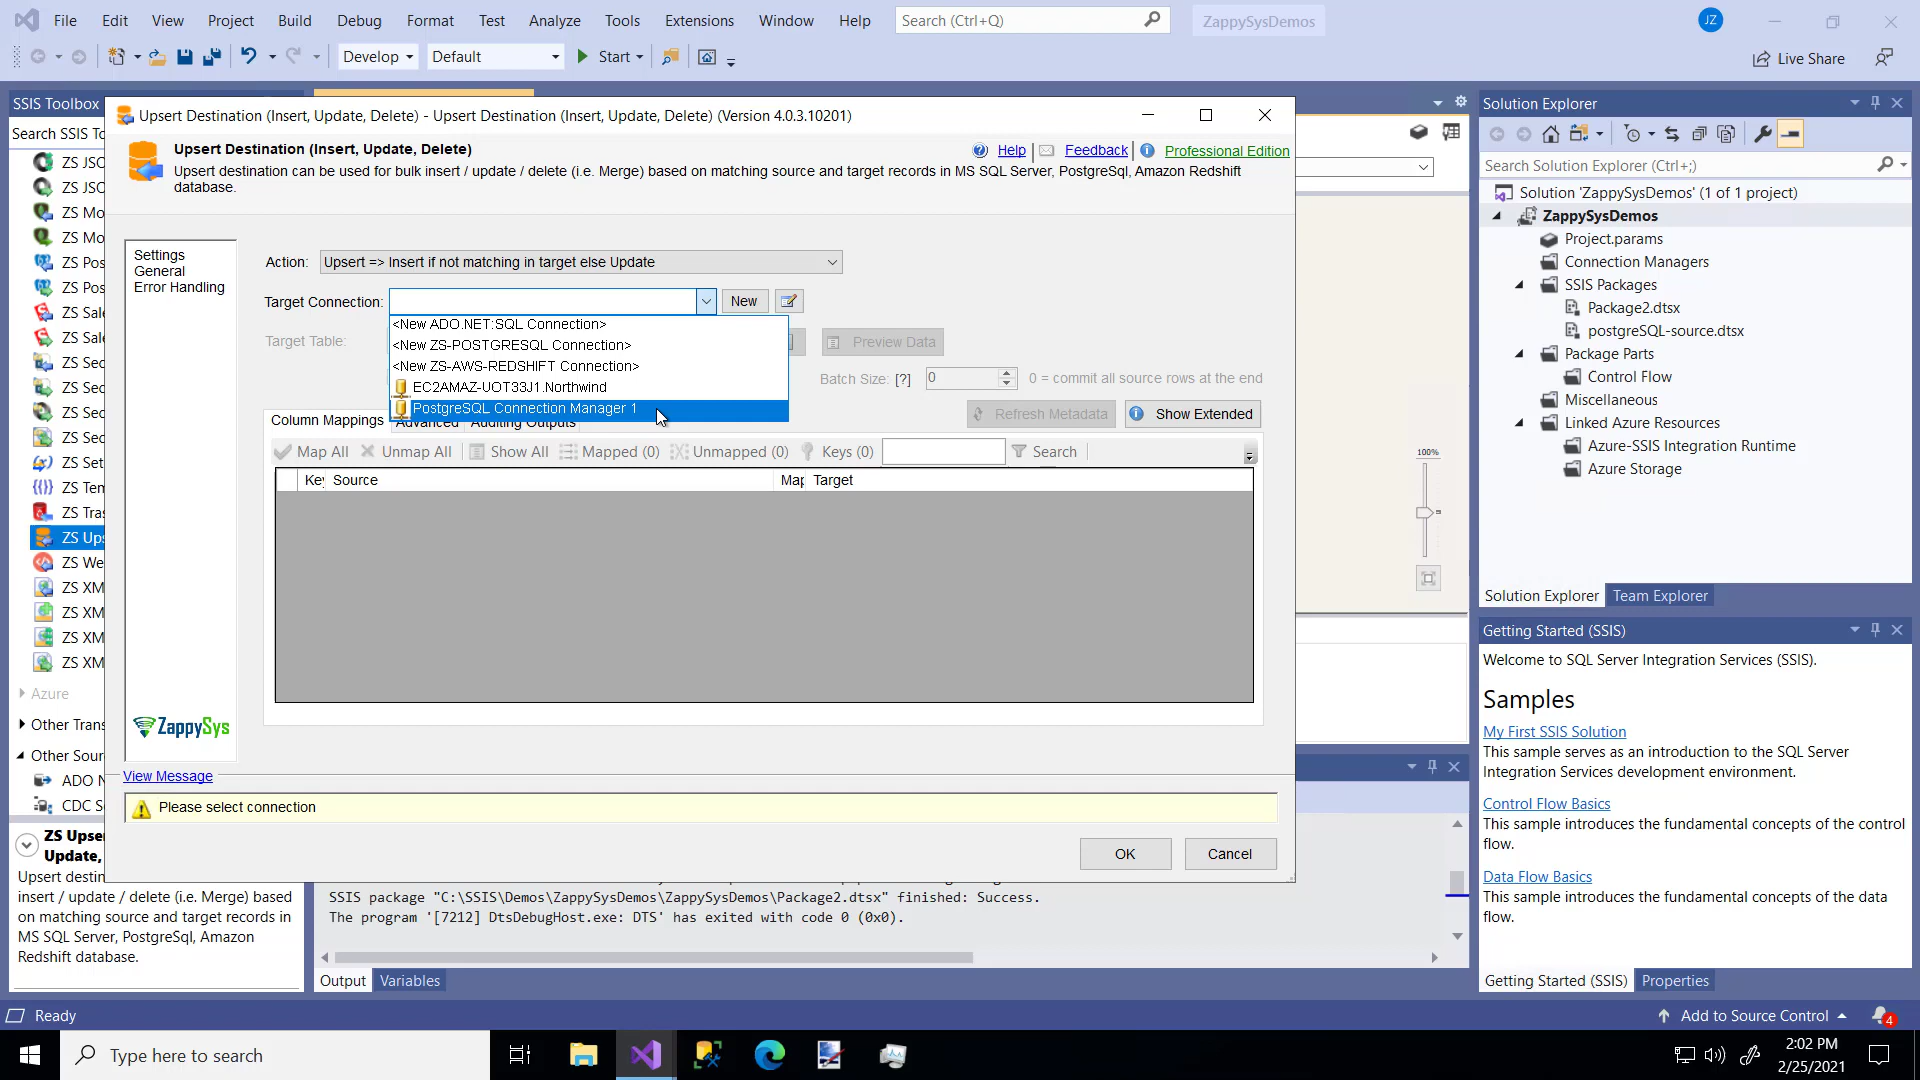 File Edit View Project Build Debug Format Test Analyze Tools Extensions Window Help Search (Ctrl+Q) ZappySysDemos JZ
Develop Default Start Live Share
SSIS Toolbox
Search SSIS To
ZS JSC
ZS JSC
ZS Mo
ZS Mo
ZS Pos
ZS Pos
ZS Sale
ZS Sale
ZS Sec
ZS Sec
ZS Set
ZS Tem
ZS Tras
ZS Ups
ZS We
ZS XM
ZS XM
ZS XM
ZS XM
Azure
Other Trans
Other Sour
ADO N
CDC S
ZS Upser
Update,
Upsert destin
insert / update / delete (i.e. Merge) based
on matching source and target records in
MS SQL Server, PostgreSql, Amazon
Redshift database.
Upsert Destination (Insert, Update, Delete) - Upsert Destination (Insert, Update, Delete) (Version 4.0.3.10201)
Upsert Destination (Insert, Update, Delete)
Help Feedback Professional Edition
Upsert destination can be used for bulk insert / update / delete (i.e. Merge) based on matching source and target records in MS SQL Server, PostgreSql, Amazon Redshift
database.
Settings
General
Error Handling
ZappySys
Action: Upsert => Insert if not matching in target else Update
Target Connection: New
<New ADO.NET:SQL Connection>
<New ZS-POSTGRESQL Connection>
<New ZS-AWS-REDSHIFT Connection>
EC2AMAZ-UOT33J1.Northwind
PostgreSQL Connection Manager 1
Target Table: Preview Data
Batch Size: [?] 0 0 = commit all source rows at the end
Refresh Metadata Show Extended
Column Mappings Advanced Auditing Outputs
Map All Unmap All Show All Mapped (0) Unmapped (0) Keys (0) Search
Key Source Map Target
View Message
Please select connection
OK Cancel
100%
SSIS package "C:\SSIS\Demos\ZappySysDemos\ZappySysDemos\Package2.dtsx" finished: Success.
The program '[7212] DtsDebugHost.exe: DTS' has exited with code 0 (0x0).
Output Variables
Solution Explorer
Search Solution Explorer (Ctrl+;)
Solution 'ZappySysDemos' (1 of 1 project)
ZappySysDemos
Project.params
Connection Managers
SSIS Packages
Package2.dtsx
postgreSQL-source.dtsx
Package Parts
Control Flow
Miscellaneous
Linked Azure Resources
Azure-SSIS Integration Runtime
Azure Storage
Solution Explorer Team Explorer
Getting Started (SSIS)
Welcome to SQL Server Integration Services (SSIS).
Samples
My First SSIS Solution
This sample serves as an introduction to the SQL Server
Integration Services development environment.
Control Flow Basics
This sample introduces the fundamental concepts of the control
flow.
Data Flow Basics
This sample introduces the fundamental concepts of the data
flow.
Getting Started (SSIS) Properties
Ready Add to Source Control 4
Type here to search
2:02 PM
2/25/2021